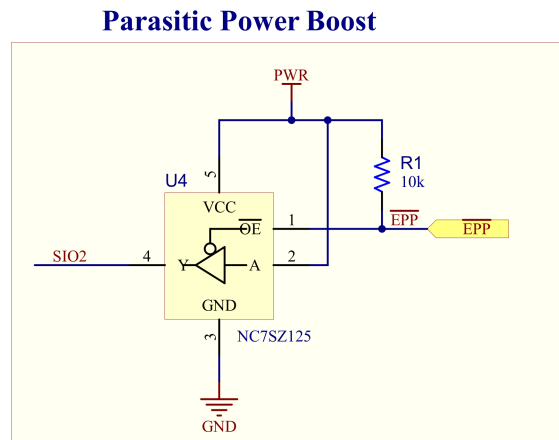 Parasitic Power Boost
PWR
U4
5
VCC
R1
10k
OE
1
EPP
EPP
SIO2
4
Y
A
2
GND
3
NC7SZ125
GND